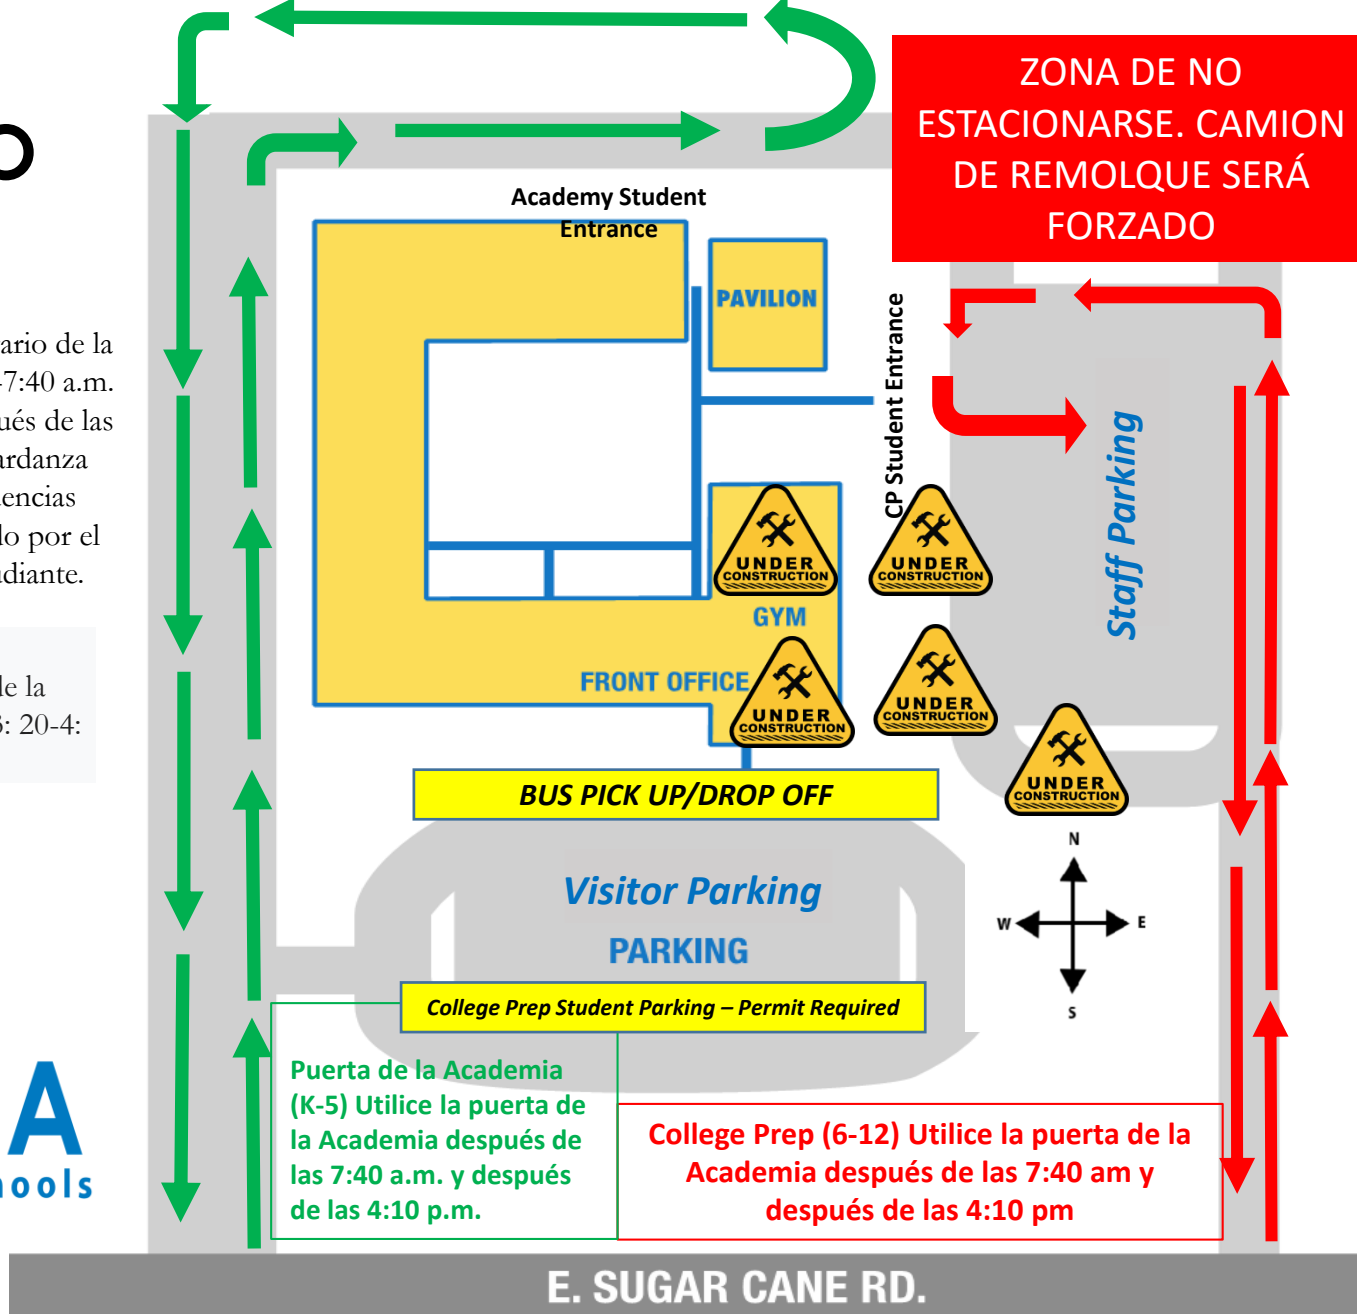 ZONA DE NO
ESTACIONARSE. CAMION
DE REMOLQUE SERÁ
FORZADO
Academy Student
Entrance
PAVILION
CP Student Entrance
Staff Parking
ario de la
7:40 a.m.
ués de las
ardanza
encias
do por el
udiante.
de la
: 20-4:
UNDER
CONSTRUCTION
UNDER
CONSTRUCTION
GYM
FRONT OFFICE
UNDER
CONSTRUCTION
UNDER
CONSTRUCTION
UNDER
CONSTRUCTION
BUS PICK UP/DROP OFF
N
W
E
S
Visitor Parking
PARKING
College Prep Student Parking – Permit Required
Puerta de la Academia
(K-5) Utilice la puerta de
la Academia después de
las 7:40 a.m. y después
de las 4:10 p.m.
College Prep (6-12) Utilice la puerta de la
Academia después de las 7:40 am y
después de las 4:10 pm
A
hools
E. SUGAR CANE RD.